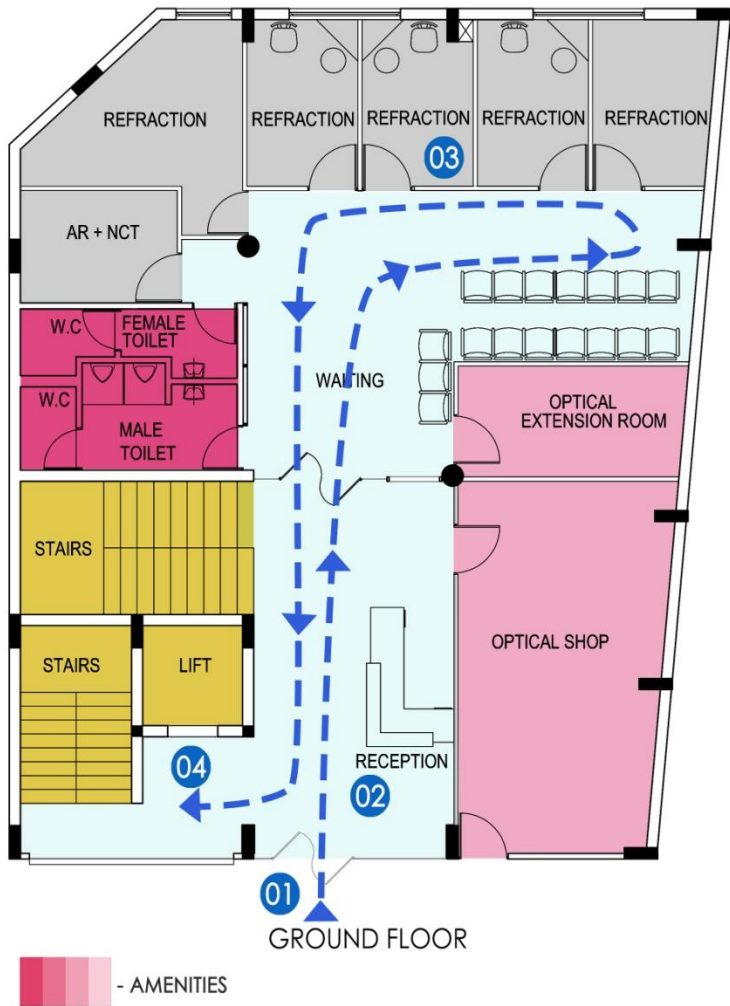 REFRACTION
REFRACTION
REFRACTION
REFRACTION
REFRACTION
03
AR + NCT
W.C
FEMALE
TOILET
WAITING
W.C
MALE
TOILET
OPTICAL
EXTENSION ROOM
STAIRS
OPTICAL SHOP
STAIRS
LIFT
04
RECEPTION
02
01
GROUND FLOOR
- AMENITIES